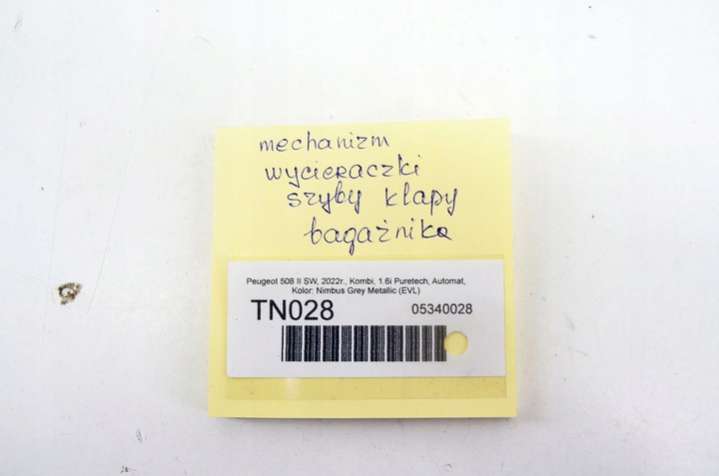 mechanizm
wycieraczki
szyby klapy
bagażnika
Peugeot 508 II SW, 2022r., Kombi, 1.6i Puretech, Automat,
Kolor: Nimbus Grey Metallic (EVL)
TN028 05340028